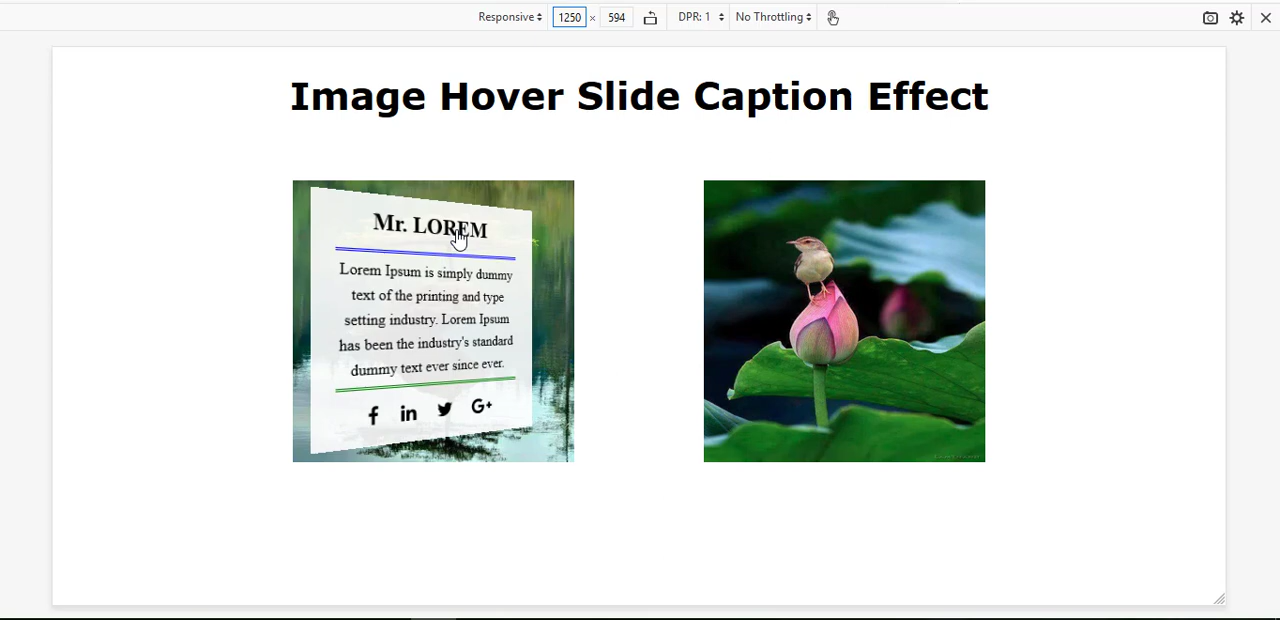 Responsive 1250 × 594 DPR: 1 No Throttling
Image Hover Slide Caption Effect
Mr. LOREM
Lorem Ipsum is simply dummy
text of the printing and type
setting industry. Lorem Ipsum
has been the industry's standard
dummy text ever since ever.
f in G+